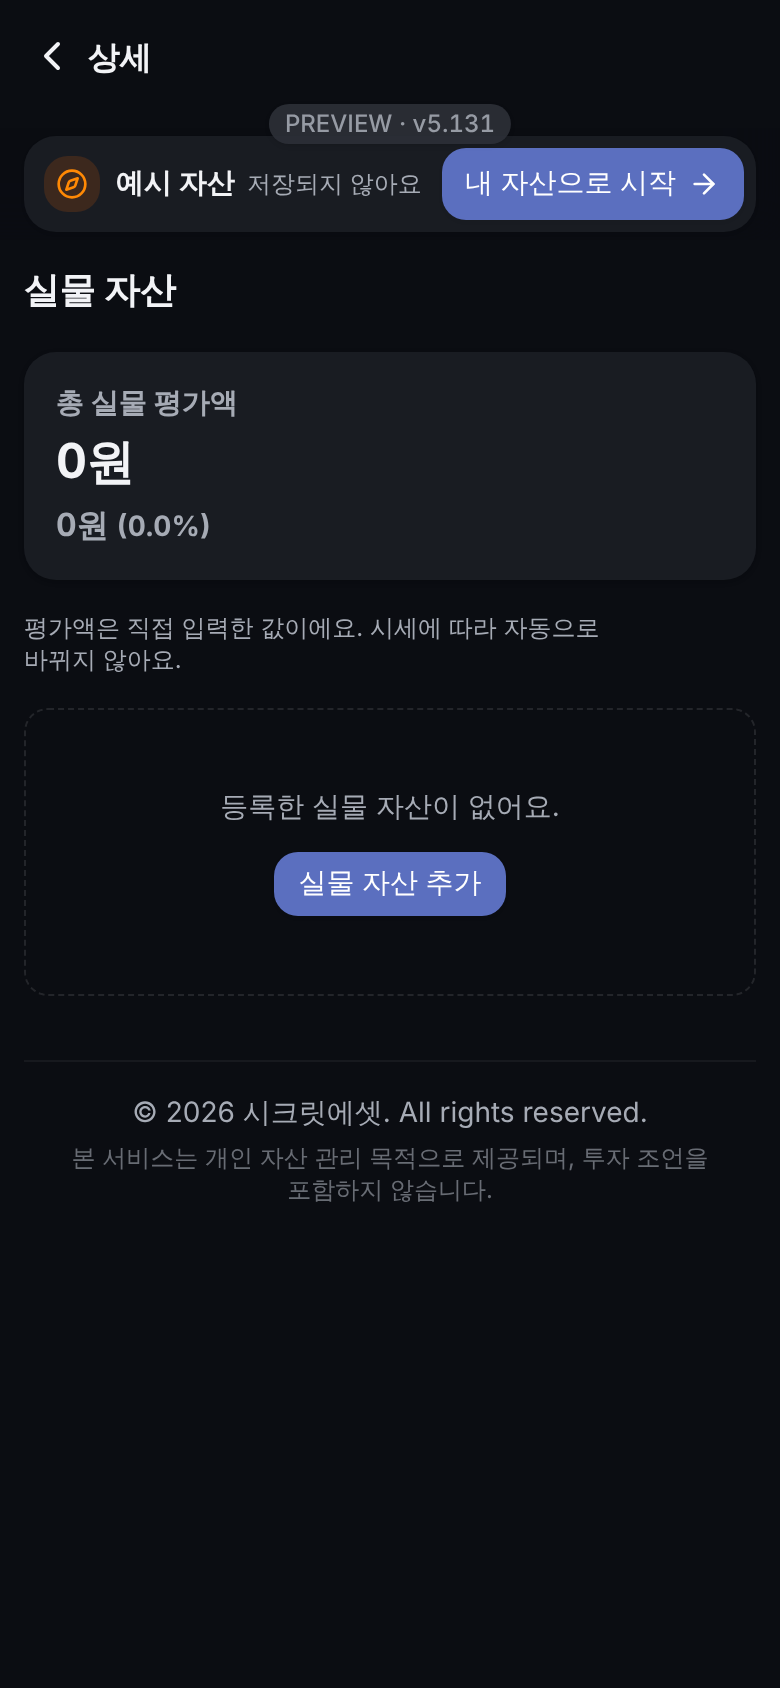 상세
PREVIEW · v5.131
예시 자산 저장되지 않아요 내 자산으로 시작 →
실물 자산
총 실물 평가액
0원
0원 (0.0%)
평가액은 직접 입력한 값이에요. 시세에 따라 자동으로
바뀌지 않아요.
등록한 실물 자산이 없어요.
실물 자산 추가
© 2026 시크릿에셋. All rights reserved.
본 서비스는 개인 자산 관리 목적으로 제공되며, 투자 조언을
포함하지 않습니다.